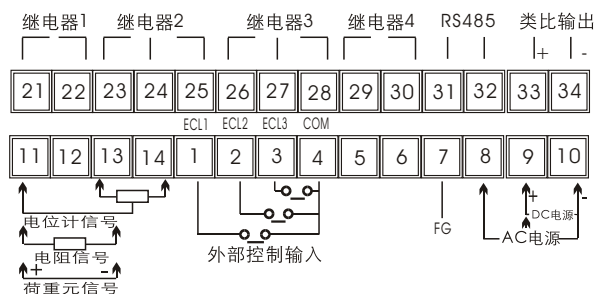 继电器1 继电器2 继电器3 继电器4 RS485 类比输出
+ -
21 22 23 24 25 26 27 28 29 30 31 32 33 34
ECL1 ECL2 ECL3 COM
11 12 13 14 1 2 3 4 5 6 7 8 9 10
+ -
电位计信号 FG DC电源
AC电源
电阻信号 外部控制输入
+ -
荷重元信号